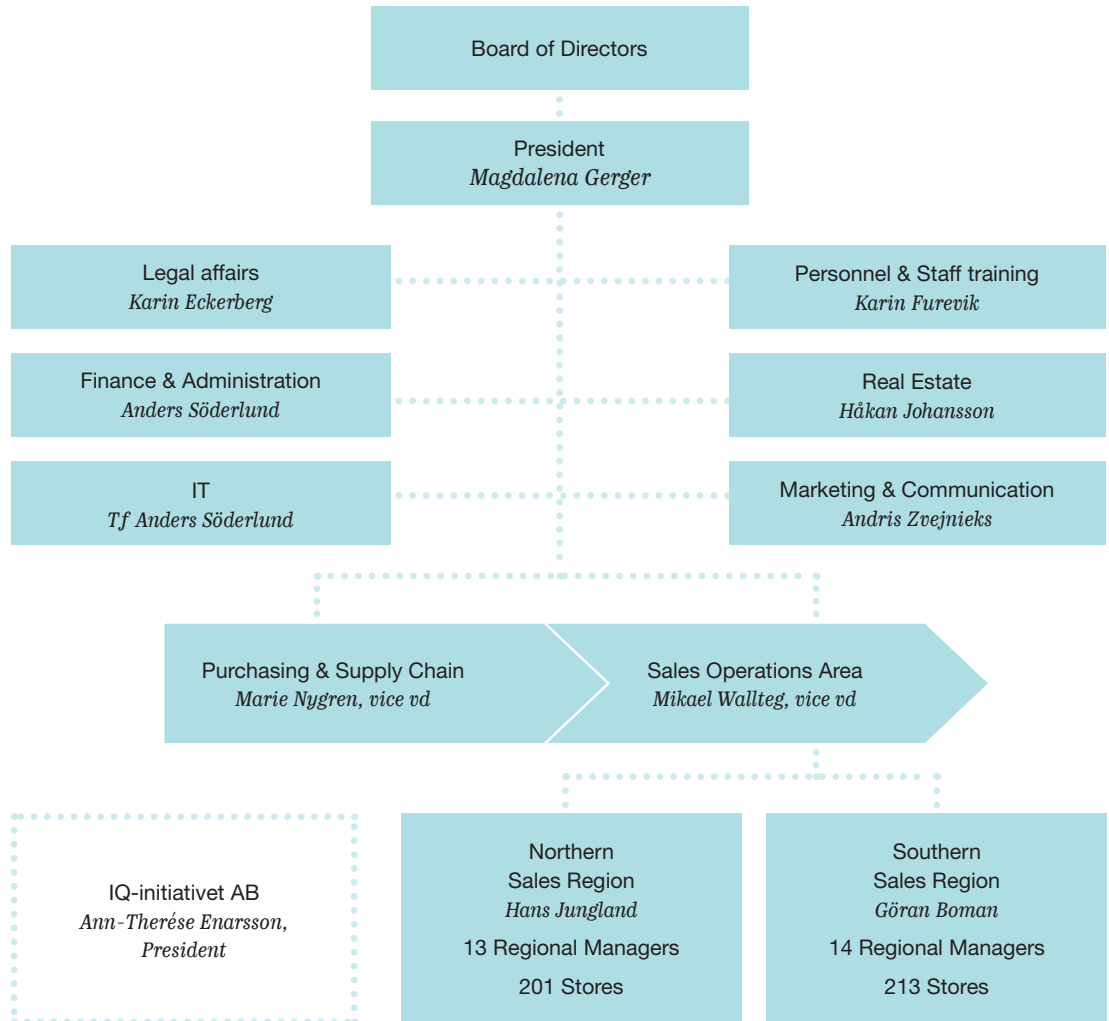 Board of Directors
President
Magdalena Gerger
Legal affairs
Karin Eckerberg
Personnel & Staff training
Karin Furevik
Finance & Administration
Anders Söderlund
Real Estate
Håkan Johansson
IT
Tf Anders Söderlund
Marketing & Communication
Andris Zvejnieks
Purchasing & Supply Chain
Marie Nygren, vice vd
Sales Operations Area
Mikael Wallteg, vice vd
IQ-initiativet AB
Ann-Therése Enarsson,
President
Northern
Sales Region
Hans Jungland
13 Regional Managers
201 Stores
Southern
Sales Region
Göran Boman
14 Regional Managers
213 Stores